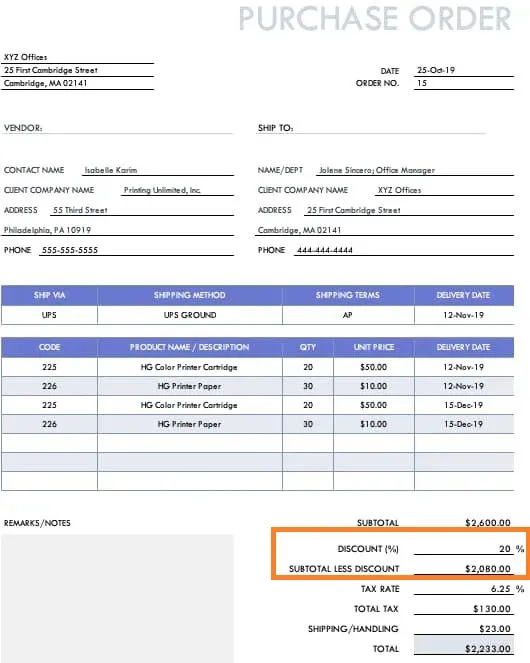 PURCHASE ORDER
XYZ Offices
25 First Cambridge Street DATE 25-Oct-19
Cambridge, MA 02141 ORDER NO. 15
VENDOR: SHIP TO:
CONTACT NAME Isabelle Karim NAME/DEPT Jolene Sincero; Office Manager
CLIENT COMPANY NAME Printing Unlimited, Inc. CLIENT COMPANY NAME XYZ Offices
ADDRESS 55 Third Street ADDRESS 25 First Cambridge Street
Philadelphia, PA 10919 Cambridge, MA 02141
PHONE 555-555-5555 PHONE 444-444-4444
SHIP VIA SHIPPING METHOD SHIPPING TERMS DELIVERY DATE
UPS UPS GROUND AP 12-Nov-19
CODE PRODUCT NAME / DESCRIPTION QTY UNIT PRICE DELIVERY DATE
225 HG Color Printer Cartridge 20 $50.00 12-Nov-19
226 HG Printer Paper 30 $10.00 12-Nov-19
225 HG Color Printer Cartridge 20 $50.00 15-Dec-19
226 HG Printer Paper 30 $10.00 15-Dec-19
REMARKS/NOTES SUBTOTAL $2,600.00
DISCOUNT (%) 20 %
SUBTOTAL LESS DISCOUNT $2,080.00
TAX RATE 6.25 %
TOTAL TAX $130.00
SHIPPING/HANDLING $23.00
TOTAL $2,233.00